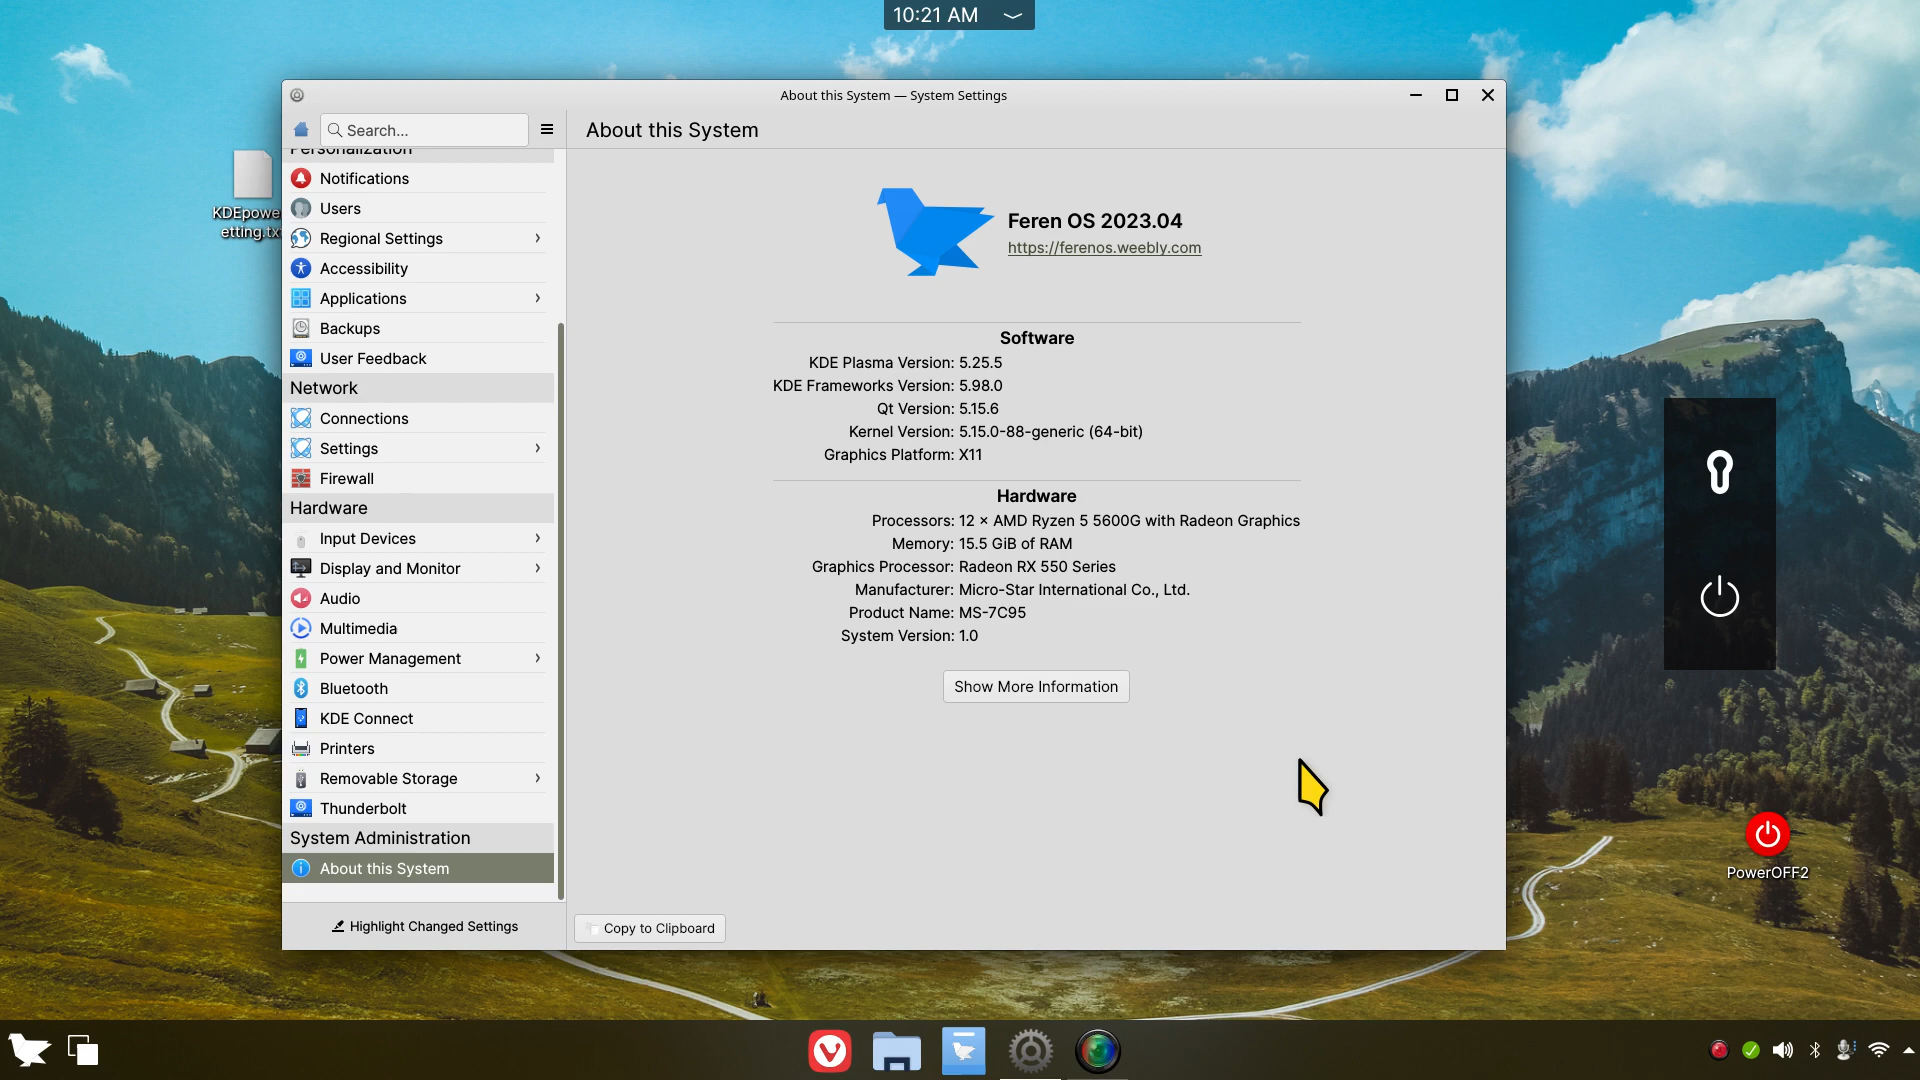 10:21 AM
About this System — System Settings
Search...
About this System
Personalization
Notifications
Users
Regional Settings
Accessibility
Applications
Backups
User Feedback
Network
Connections
Settings
Firewall
Hardware
Input Devices
Display and Monitor
Audio
Multimedia
Power Management
Bluetooth
KDE Connect
Printers
Removable Storage
Thunderbolt
System Administration
About this System
Highlight Changed Settings
Feren OS 2023.04
https://ferenos.weebly.com
Software
KDE Plasma Version: 5.25.5
KDE Frameworks Version: 5.98.0
Qt Version: 5.15.6
Kernel Version: 5.15.0-88-generic (64-bit)
Graphics Platform: X11
Hardware
Processors: 12 × AMD Ryzen 5 5600G with Radeon Graphics
Memory: 15.5 GiB of RAM
Graphics Processor: Radeon RX 550 Series
Manufacturer: Micro-Star International Co., Ltd.
Product Name: MS-7C95
System Version: 1.0
Show More Information
Copy to Clipboard
KDEpowe
etting.tx
PowerOFF2